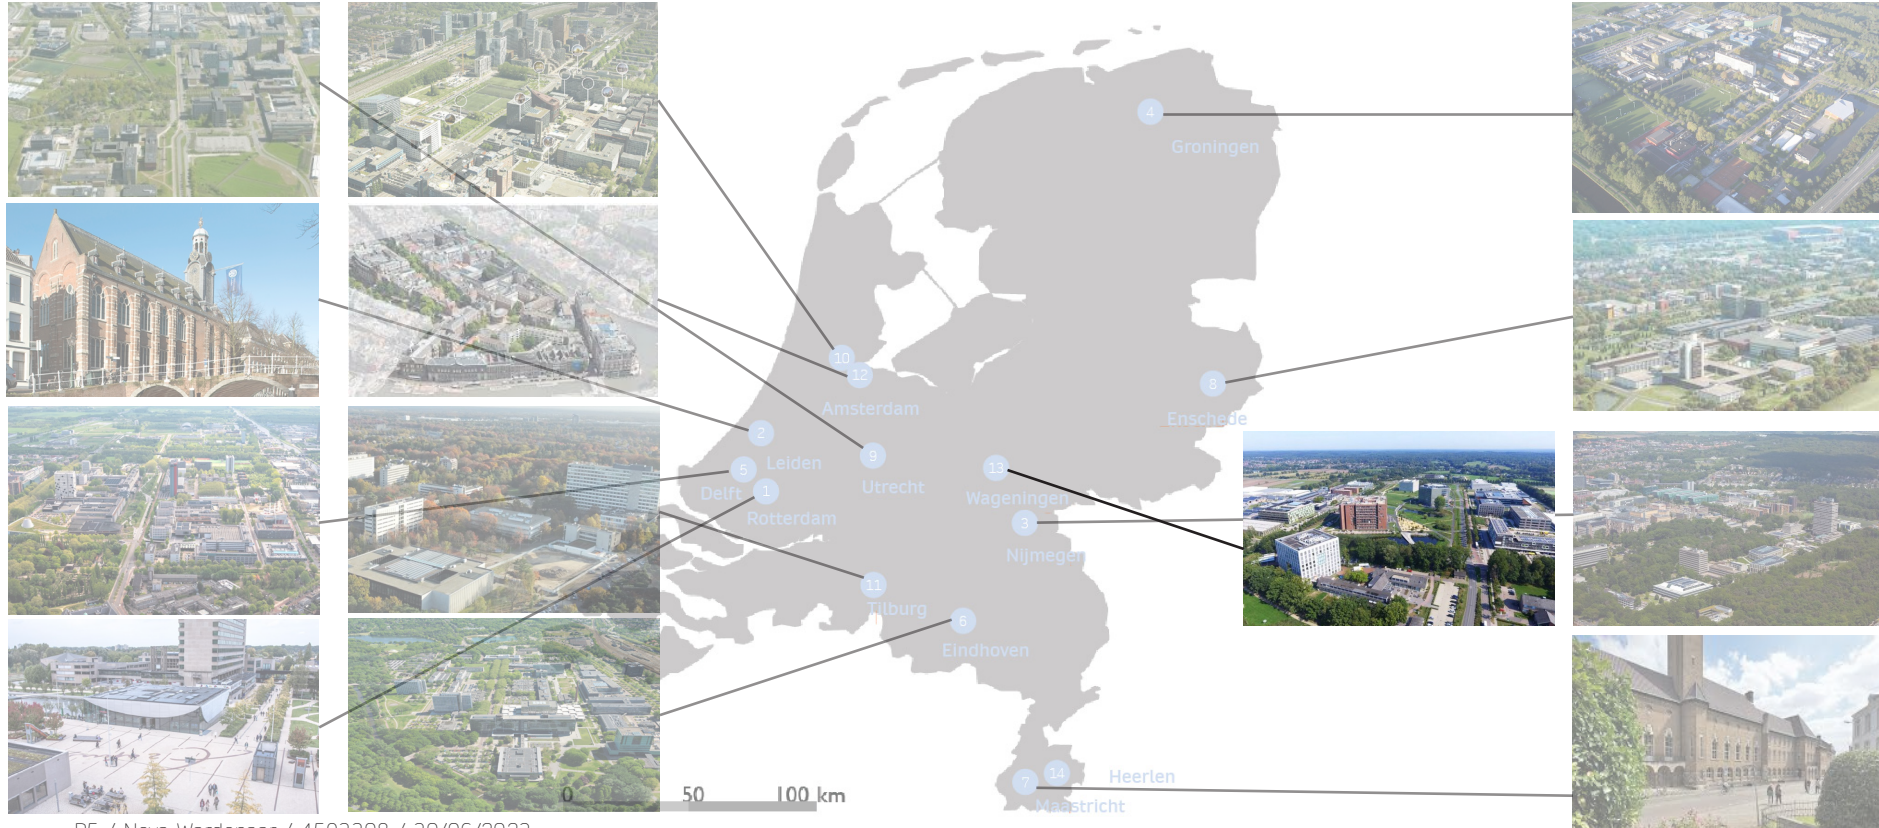 4
Groningen
10
12
Amsterdam
8
Enschede
2
Leiden
9
Utrecht
5
Delft
13
Wageningen
1
Rotterdam
3
Nijmegen
11
Tilburg
6
Eindhoven
14
Heerlen
7
Maastricht
0 50 100 km